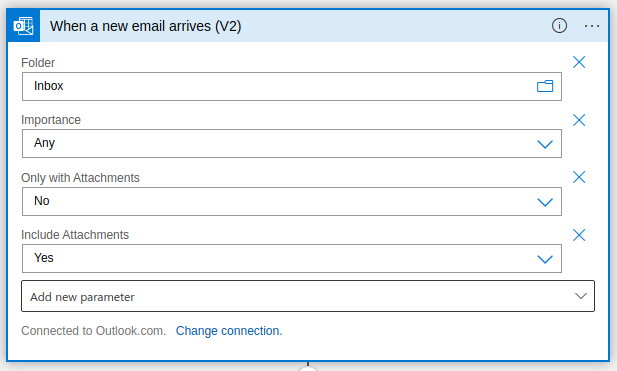 When a new email arrives (V2)
Folder
Inbox
Importance
Any
Only with Attachments
No
Include Attachments
Yes
Add new parameter
Connected to Outlook.com. Change connection.